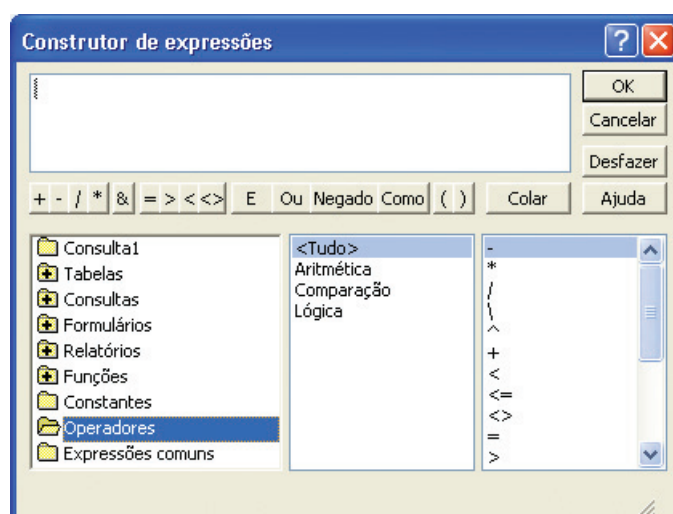 Construtor de expressões
OK
Cancelar
Desfazer
+ - / * & = > < <> E Ou Negado Como ( ) Colar Ajuda
Consulta1
Tabelas
Consultas
Formulários
Relatórios
Funções
Constantes
Operadores
Expressões comuns
<Tudo>
Aritmética
Comparação
Lógica
-
*
/
\
^
+
<
<=
<>
=
>